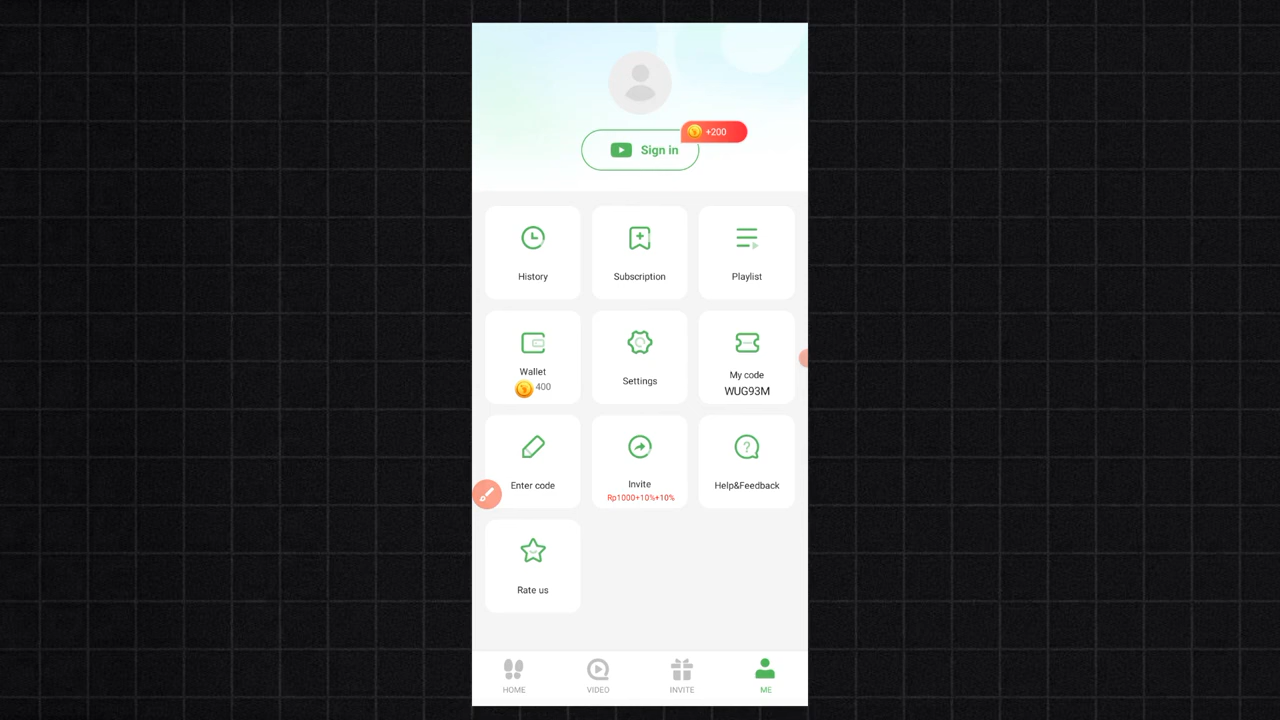 +200
Sign in
History
Subscription
Playlist
Wallet
400
Settings
My code
WUG93M
Enter code
Invite
Rp1000+10%+10%
Help&Feedback
Rate us
HOME
VIDEO
INVITE
ME